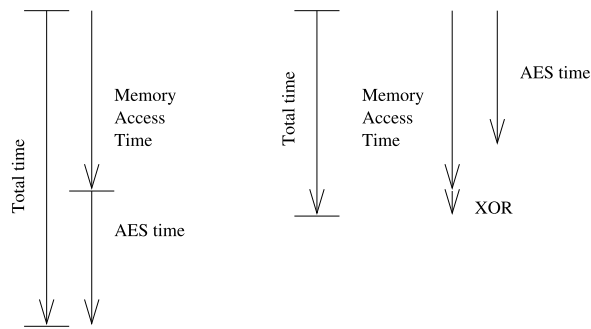 Total time
Memory
Access
Time
AES time
Total time
Memory
Access
Time
AES time
XOR